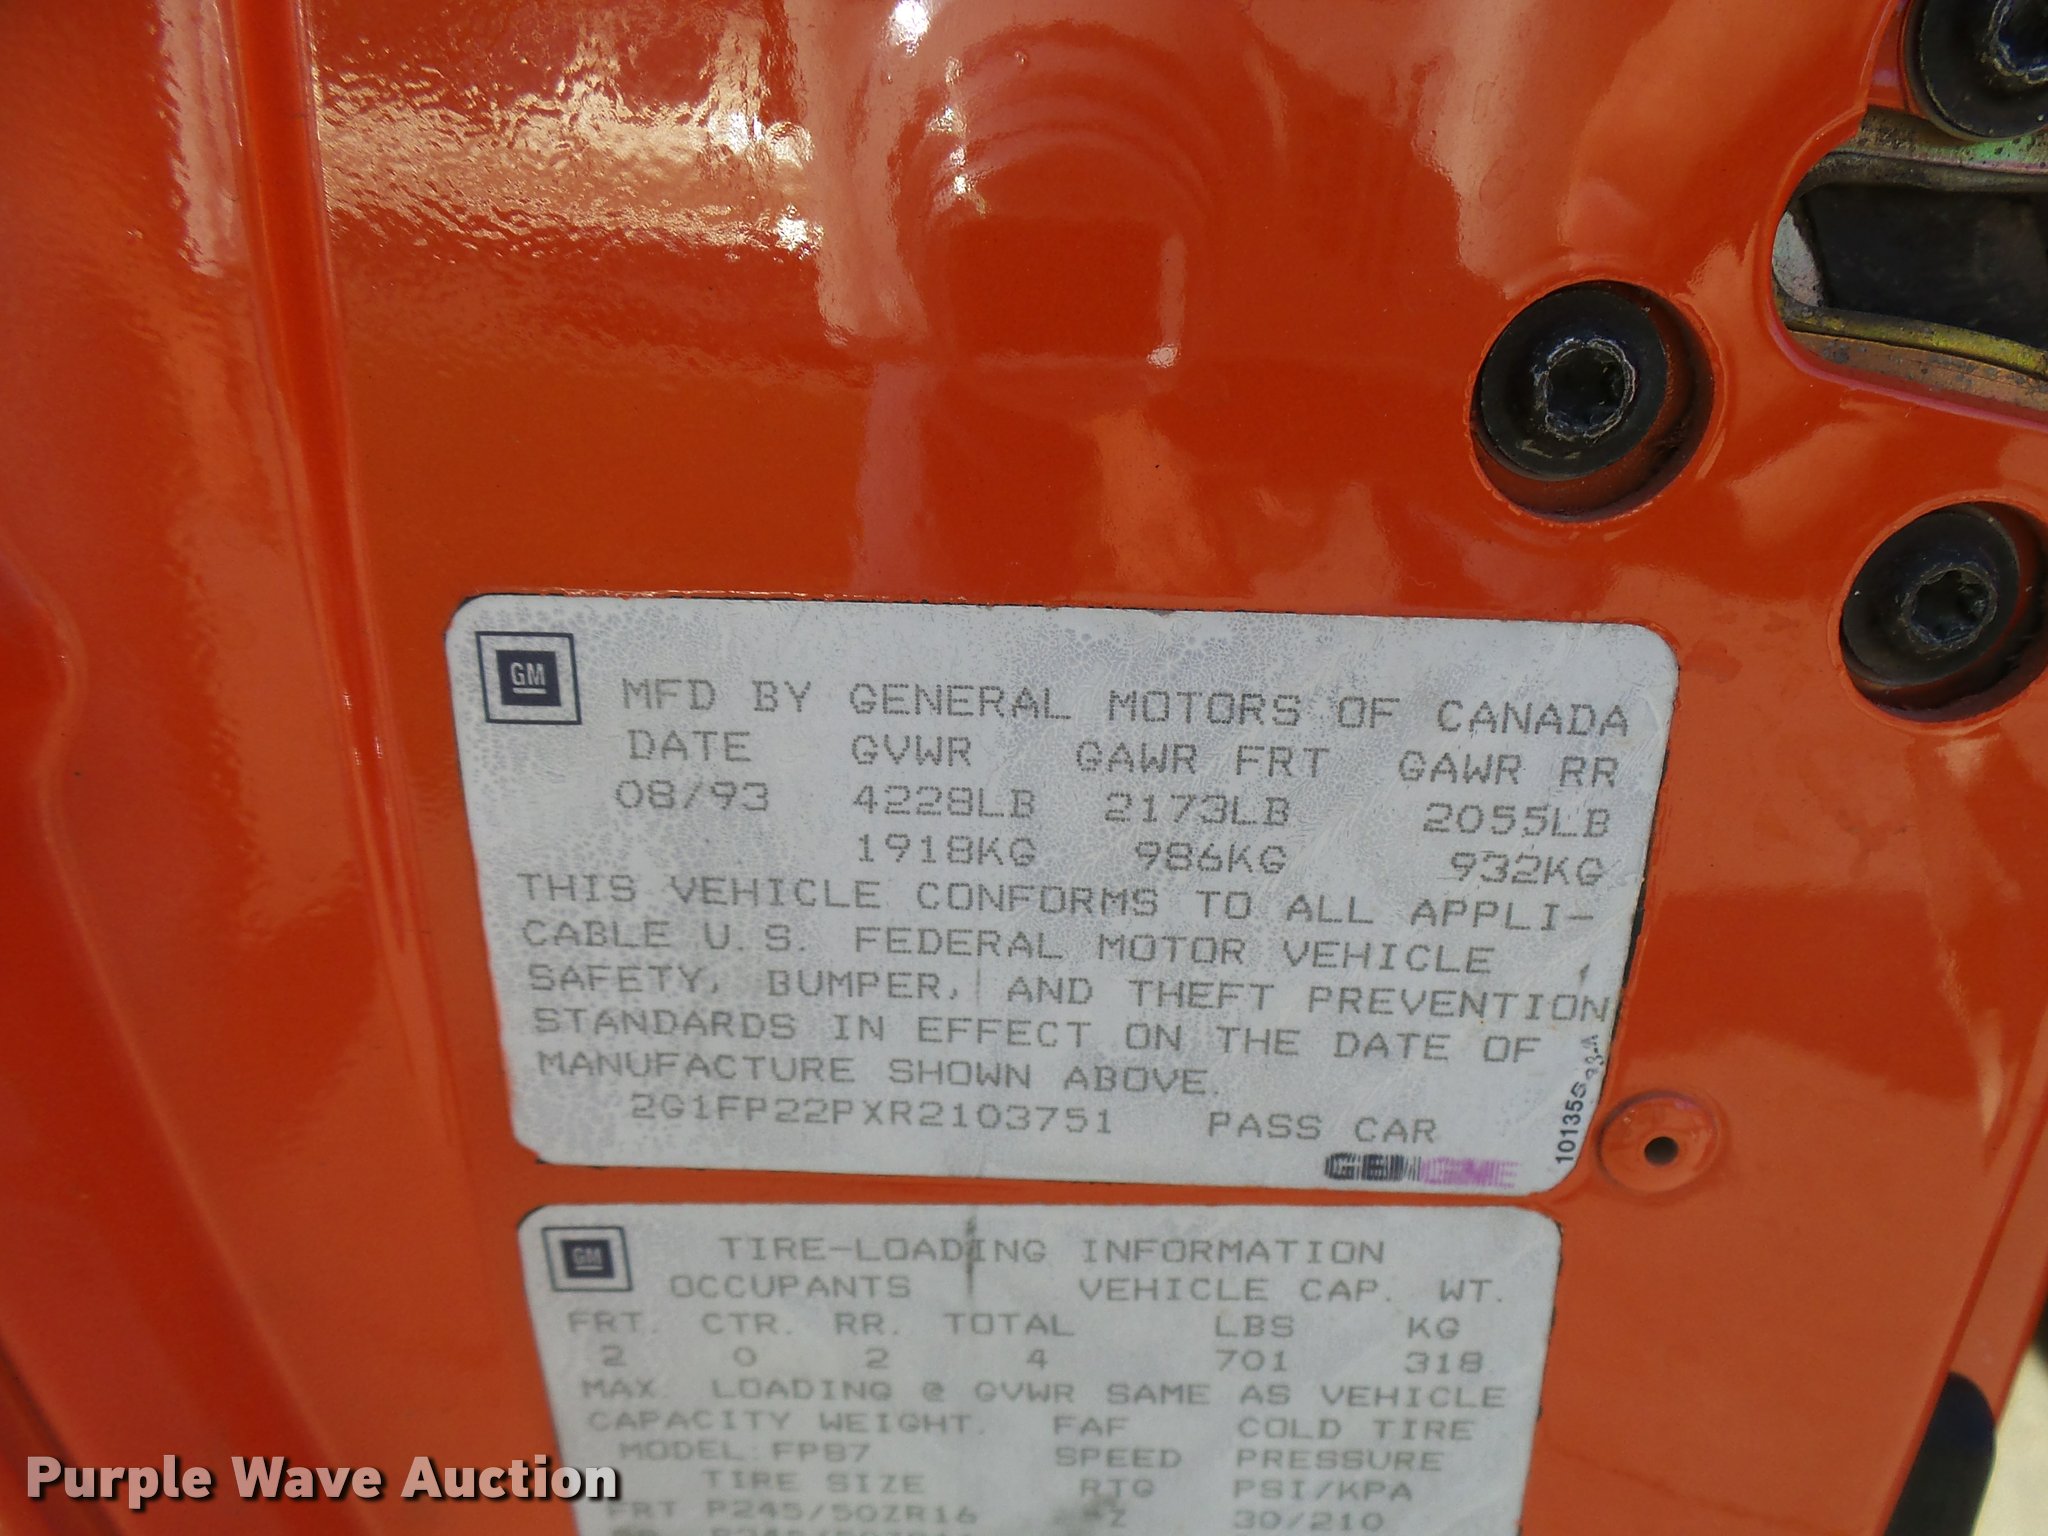 GM
MFD BY GENERAL MOTORS OF CANADA
DATE GVWR GAWR FRT GAWR RR
08/93 4228LB 2173LB 2055LB
1918KG 986KG 932KG
THIS VEHICLE CONFORMS TO ALL APPLI-
CABLE U.S. FEDERAL MOTOR VEHICLE
SAFETY, BUMPER, AND THEFT PREVENTION
STANDARDS IN EFFECT ON THE DATE OF
MANUFACTURE SHOWN ABOVE.
2G1FP22PXR2103751 PASS CAR
GM
TIRE-LOADING INFORMATION
OCCUPANTS VEHICLE CAP. WT.
FRT. CTR. RR. TOTAL LBS KG
2 0 2 4 701 318
MAX. LOADING @ GVWR SAME AS VEHICLE
CAPACITY WEIGHT. FAF COLD TIRE
MODEL: FP87 SPEED PRESSURE
TIRE SIZE RTG PSI/KPA
FRT P245/50ZR16 Z 30/210
Purple Wave Auction